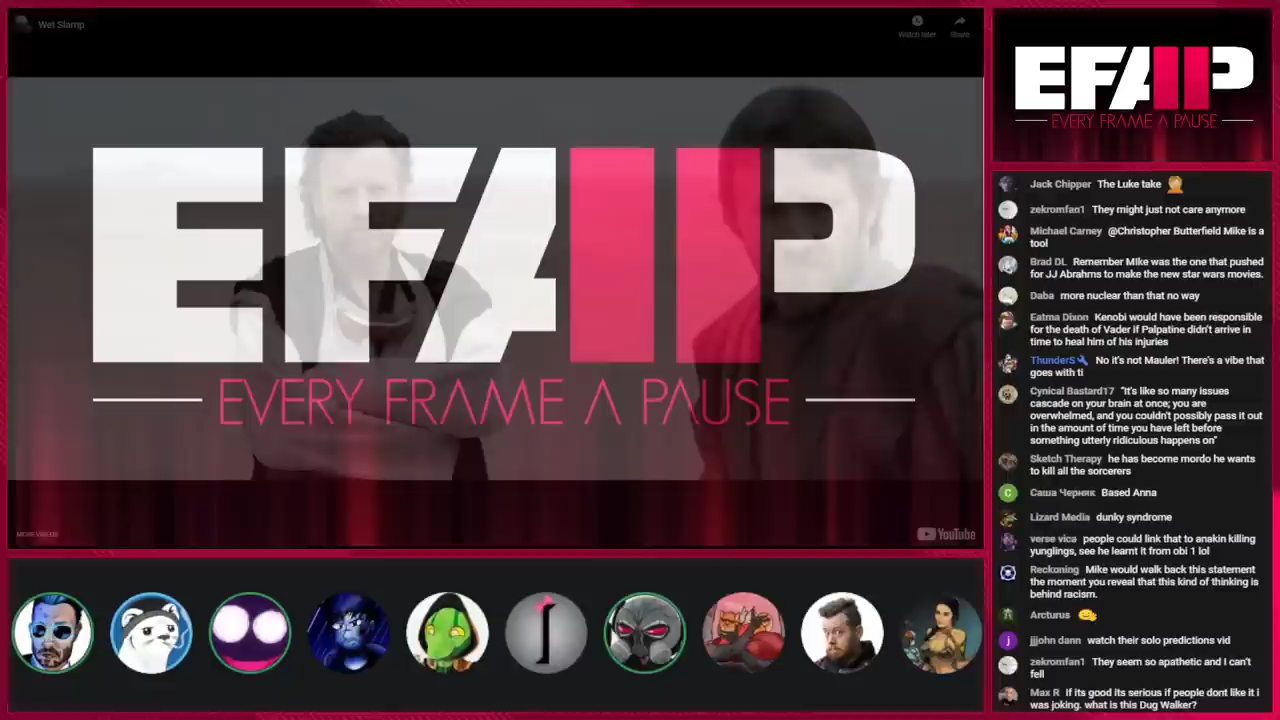 Wet Slamp
Watch later
Share
EFAP
EVERY FRAME A PAUSE
MORE VIDEOS
YouTube
EFAP
EVERY FRAME A PAUSE
Jack Chipper The Luke take
zekromfan1 They might just not care anymore
Michael Carney @Christopher Butterfield Mike is a
tool
Brad DL Remember MIke was the one that pushed
for JJ Abrahms to make the new star wars movies.
Daba more nuclear than that no way
Eatma Dixon Kenobi would have been responsible
for the death of Vader if Palpatine didn't arrive in
time to heal him of his injuries
ThunderS No it's not Mauler! There's a vibe that
goes with ti
Cynical Bastard17 "It's like so many issues
cascade on your brain at once; you are
overwhelmed, and you couldn't possibly pass it out
in the amount of time you have left before
something utterly ridiculous happens on"
Sketch Therapy he has become mordo he wants
to kill all the sorcerers
Саша Черняк Based Anna
Lizard Media dunky syndrome
verse vica people could link that to anakin killing
yunglings, see he learnt it from obi 1 lol
Reckoning Mike would walk back this statement
the moment you reveal that this kind of thinking is
behind racism.
Arcturus
jjjohn dann watch their solo predictions vid
zekromfan1 They seem so apathetic and I can't
fell
Max R If its good its serious if people dont like it i
was joking. what is this Dug Walker?